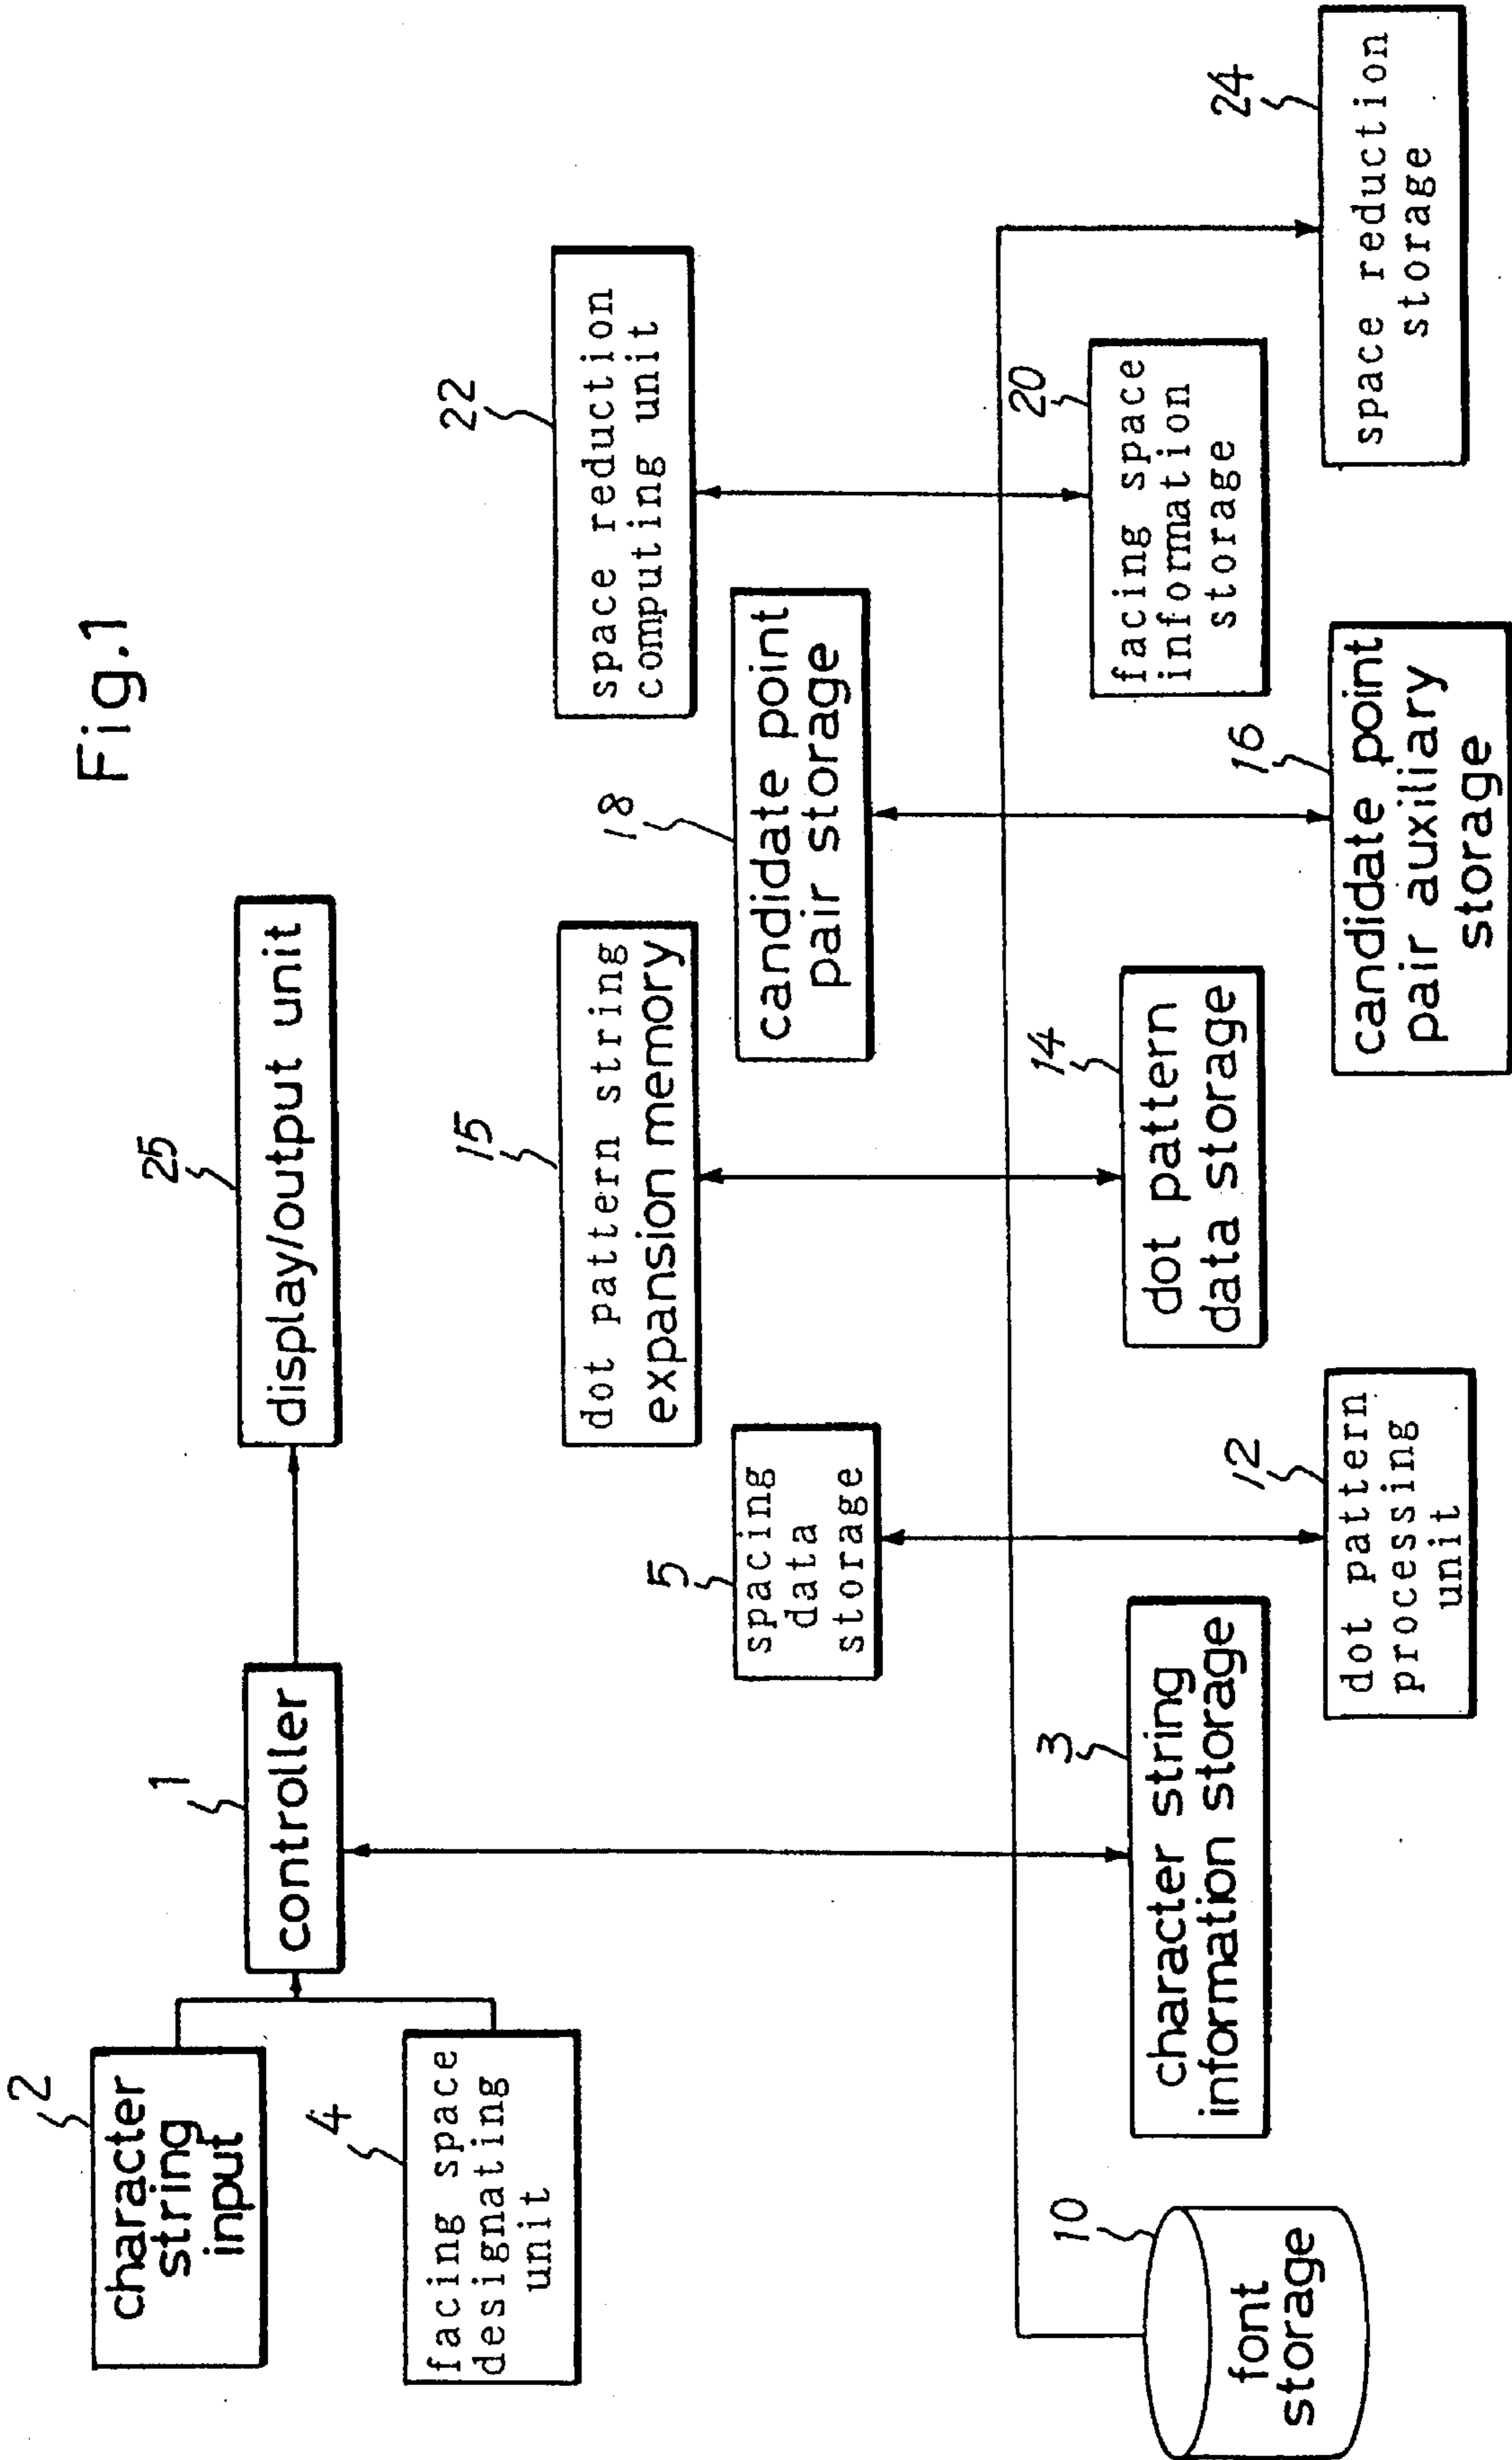 Fig.1
2
character
string
input
4
facing space
designating
unit
1
controller
25
display/output unit
15
dot pattern string
expansion memory
22
space reduction
computing unit
5
spacing
data
storage
18
candidate point
pair storage
10
font
storage
3
character string
information storage
14
dot pattern
data storage
20
facing space
information
storage
12
dot pattern
processing
unit
16
candidate point
pair auxiliary
storage
24
space reduction
storage